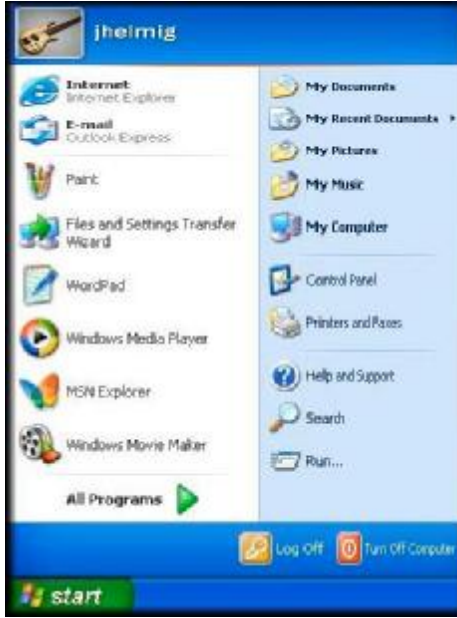 jhelmig
Internet
Internet Explorer
E-mail
Outlook Express
Paint
Files and Settings Transfer
Wizard
WordPad
Windows Media Player
MSN Explorer
Windows Movie Maker
All Programs
My Documents
My Recent Documents
My Pictures
My Music
My Computer
Control Panel
Printers and Faxes
Help and Support
Search
Run...
Log Off
Turn Off Computer
start